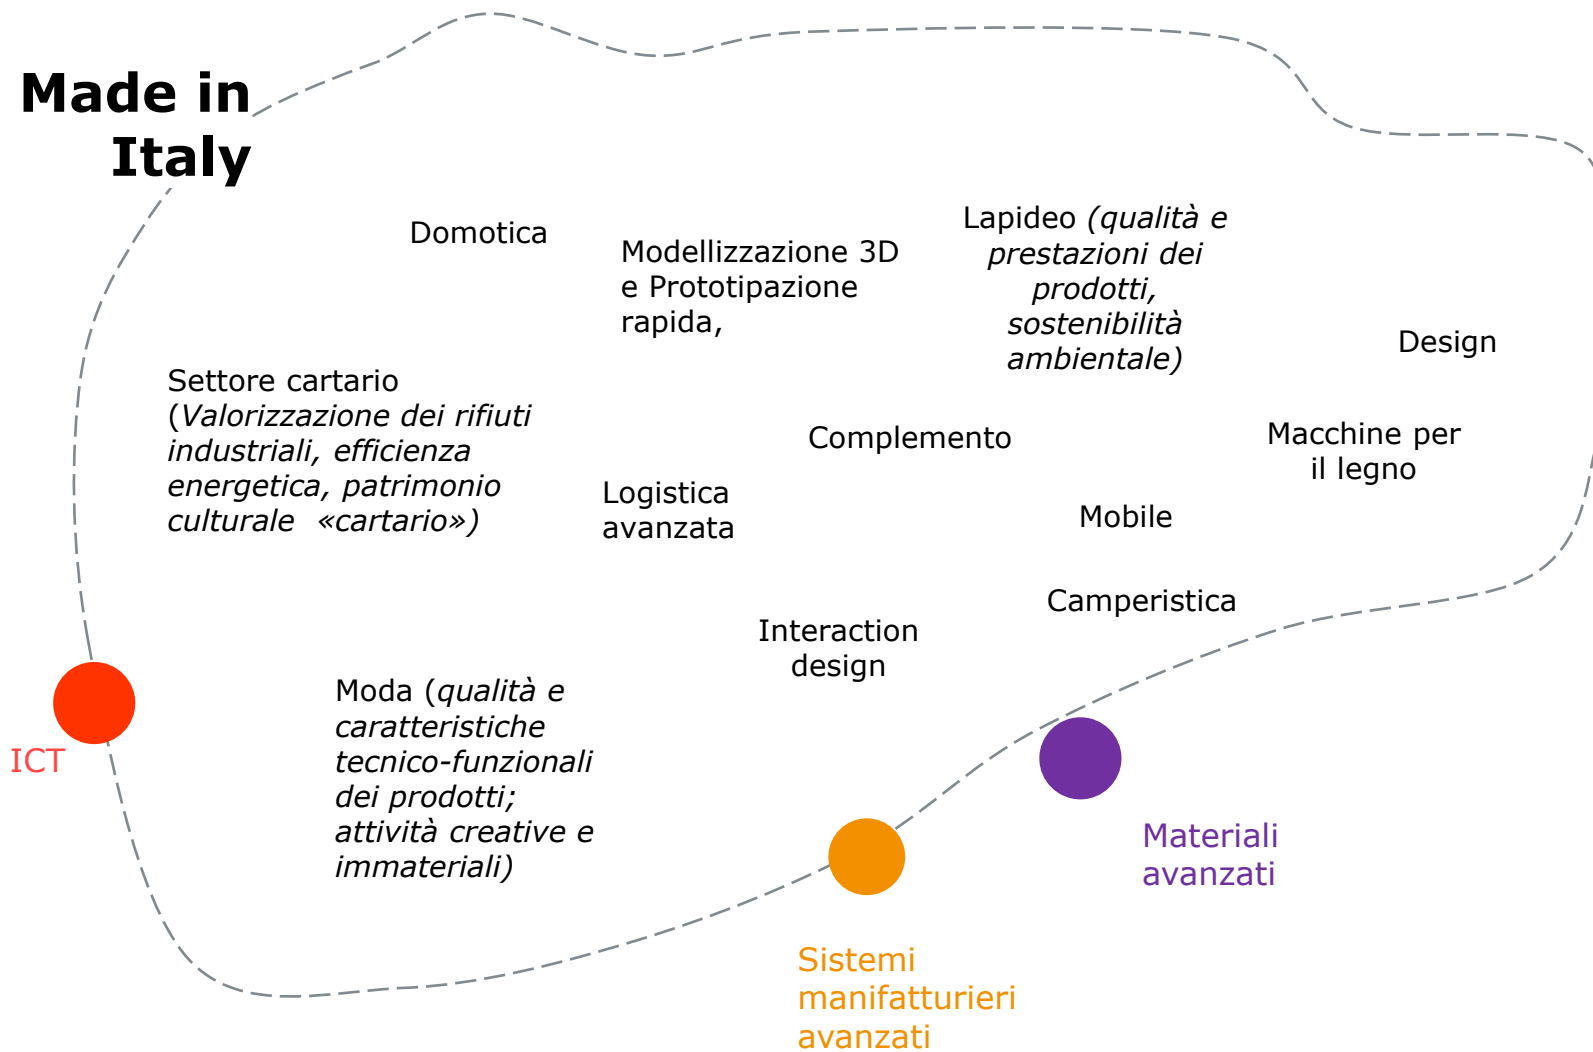 Made in
Italy
Domotica
Modellizzazione 3D
e Prototipazione
rapida,
Lapideo (qualità e
prestazioni dei
prodotti,
sostenibilità
ambientale)
Design
Settore cartario
(Valorizzazione dei rifiuti
industriali, efficienza
energetica, patrimonio
culturale «cartario»)
Complemento
Macchine per
il legno
Logistica
avanzata
Mobile
Camperistica
Interaction
design
Moda (qualità e
caratteristiche
tecnico-funzionali
dei prodotti;
attività creative e
immateriali)
ICT
Materiali
avanzati
Sistemi
manifatturieri
avanzati